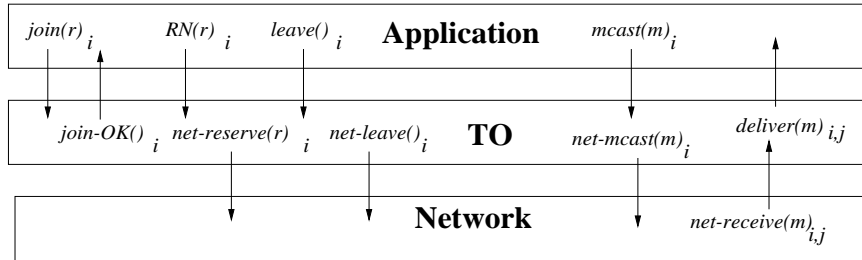 join(r) i RN(r) i leave() i Application mcast(m) i
join-OK() i net-reserve(r) i net-leave() i TO net-mcast(m) i deliver(m) i,j
Network net-receive(m) i,j